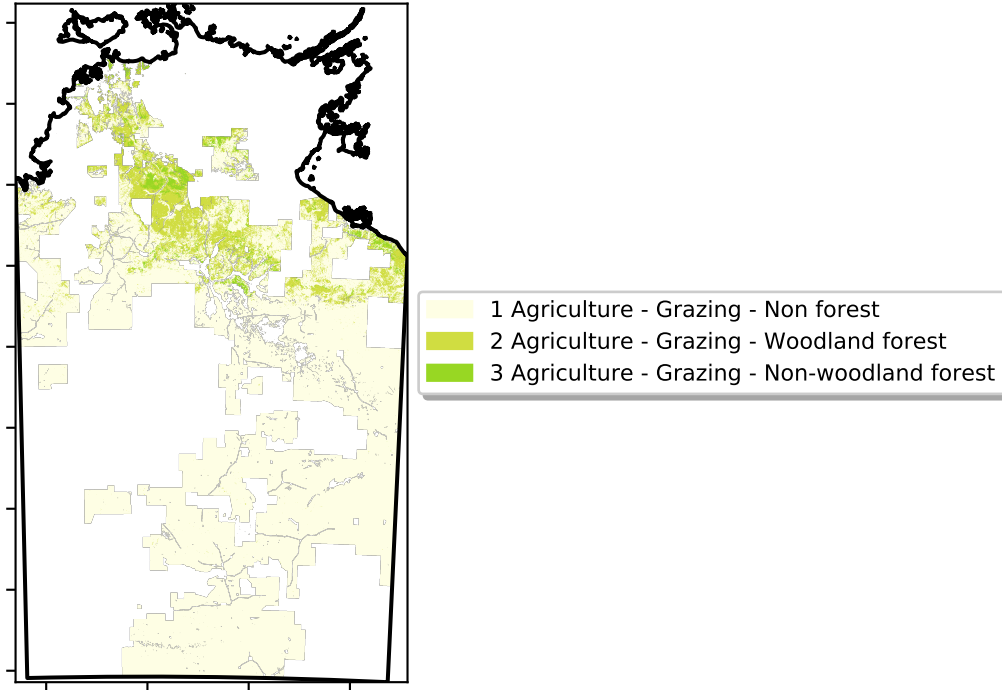 1 Agriculture - Grazing - Non forest
2 Agriculture - Grazing - Woodland forest
3 Agriculture - Grazing - Non-woodland forest